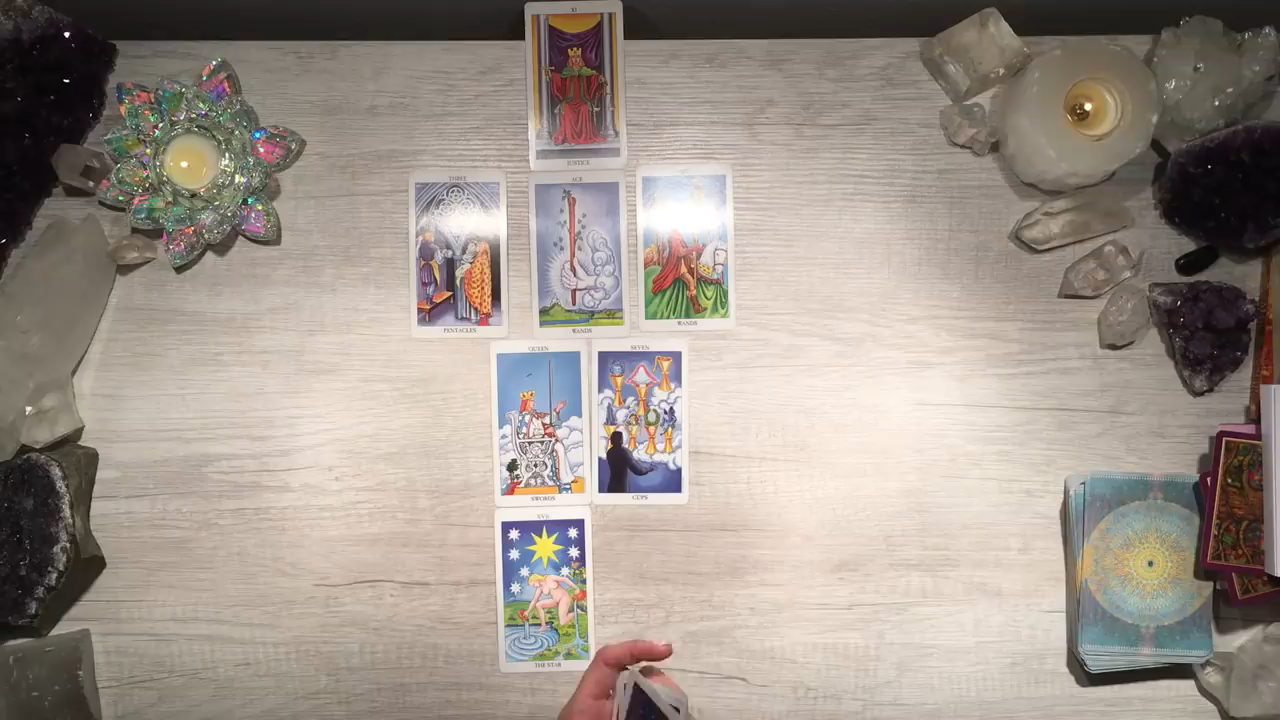 XI
JUSTICE
THREE
PENTACLES
ACE
WANDS
WANDS
QUEEN
SWORDS
SEVEN
CUPS
XVII
THE STAR